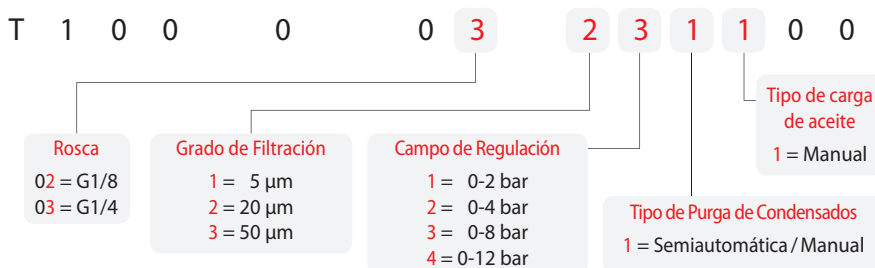 T 1 0 0 0 0 3 2 3 1 1 0 0
Tipo de carga
de aceite
1 = Manual
Rosca
02 = G1/8
03 = G1/4
Grado de Filtración
1 = 5 µm
2 = 20 µm
3 = 50 µm
Campo de Regulación
1 = 0-2 bar
2 = 0-4 bar
3 = 0-8 bar
4 = 0-12 bar
Tipo de Purga de Condensados
1 = Semiautomática / Manual